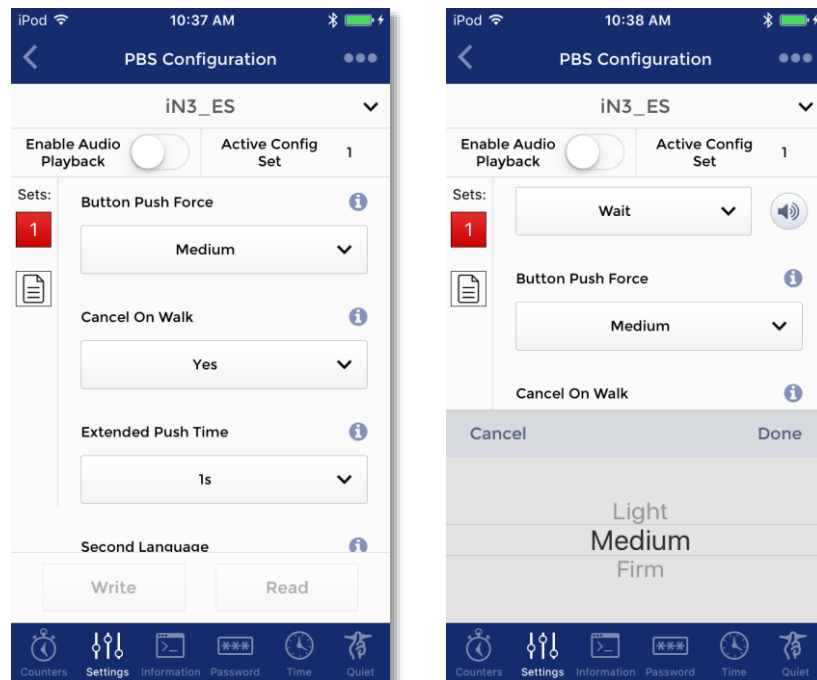 iPod 10:37 AM
PBS Configuration
iN3_ES
Enable Audio Playback
Active Config Set
1
Sets:
1
Button Push Force
Medium
Cancel On Walk
Yes
Extended Push Time
1s
Second Language
Write Read
Counters Settings Information Password Time Quiet
iPod 10:38 AM
PBS Configuration
iN3_ES
Enable Audio Playback
Active Config Set
1
Sets:
1
Wait
Button Push Force
Medium
Cancel On Walk
Cancel Done
Light
Medium
Firm
Counters Settings Information Password Time Quiet